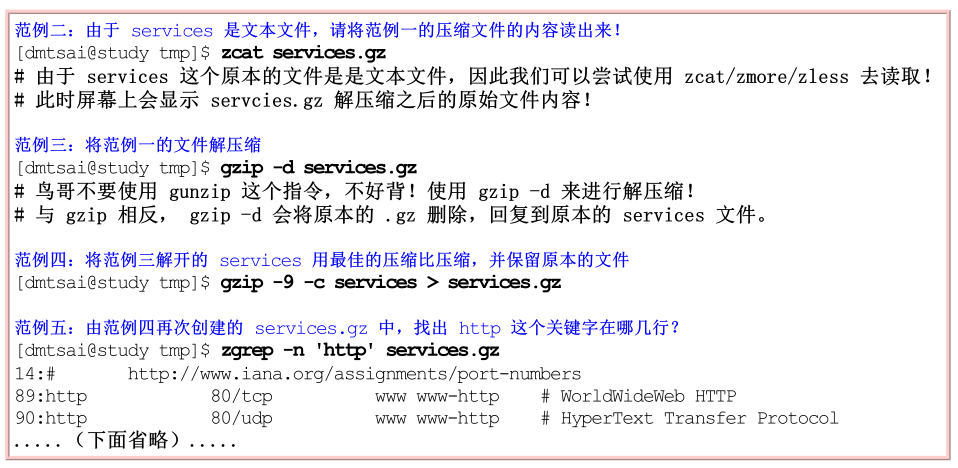 范例二：由于 services 是文本文件，请将范例一的压缩文件的内容读出来！
[dmtsai@study tmp]$ zcat services.gz
# 由于 services 这个原本的文件是是文本文件，因此我们可以尝试使用 zcat/zmore/zless 去读取！
# 此时屏幕上会显示 servcies.gz 解压缩之后的原始文件内容！
范例三：将范例一的文件解压缩
[dmtsai@study tmp]$ gzip -d services.gz
# 鸟哥不要使用 gunzip 这个指令，不好背！使用 gzip -d 来进行解压缩！
# 与 gzip 相反， gzip -d 会将原本的 .gz 删除，回复到原本的 services 文件。
范例四：将范例三解开的 services 用最佳的压缩比压缩，并保留原本的文件
[dmtsai@study tmp]$ gzip -9 -c services > services.gz
范例五：由范例四再次创建的 services.gz 中，找出 http 这个关键字在哪几行？
[dmtsai@study tmp]$ zgrep -n 'http' services.gz
14:#       http://www.iana.org/assignments/port-numbers
89:http            80/tcp          www www-http    # WorldWideWeb HTTP
90:http            80/udp          www www-http    # HyperText Transfer Protocol
.....（下面省略）.....